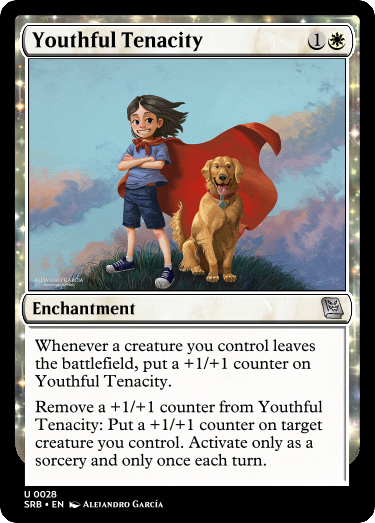 Youthful Tenacity 1
ALEJANDRO GARCIA
Enchantment
Whenever a creature you control leaves
the battlefield, put a +1/+1 counter on
Youthful Tenacity.
Remove a +1/+1 counter from Youthful
Tenacity: Put a +1/+1 counter on target
creature you control. Activate only as a
sorcery and only once each turn.
U 0028
SRB • EN Alejandro García